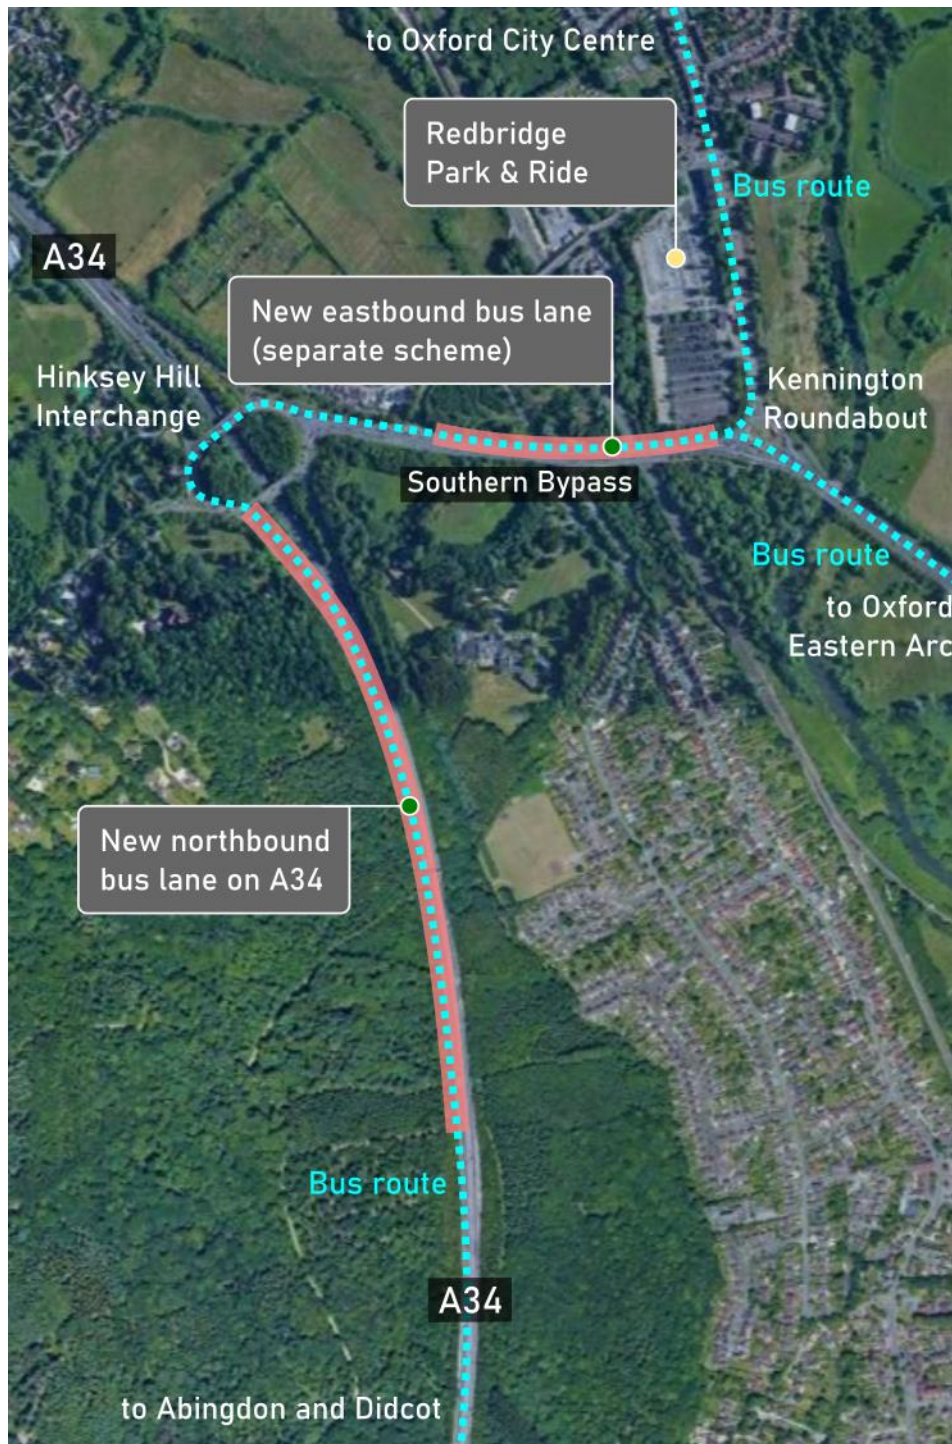 to Oxford City Centre
Redbridge
Park & Ride
Bus route
A34
New eastbound bus lane
(separate scheme)
Hinksey Hill
Interchange
Kennington
Roundabout
Southern Bypass
Bus route
to Oxford
Eastern Arc
New northbound
bus lane on A34
Bus route
A34
to Abingdon and Didcot